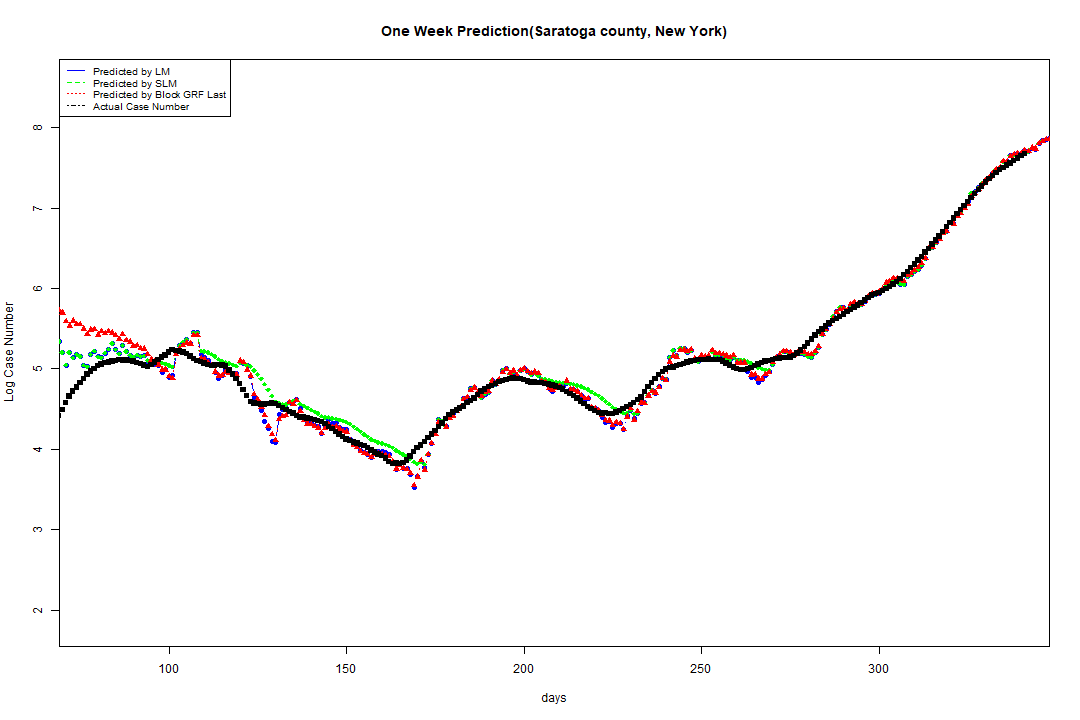 One Week Prediction(Saratoga county, New York)
Predicted by LM
Predicted by SLM
Predicted by Block GRF Last
Actual Case Number
Log Case Number
8
7
6
5
4
3
2
100 150 200 250 300
days